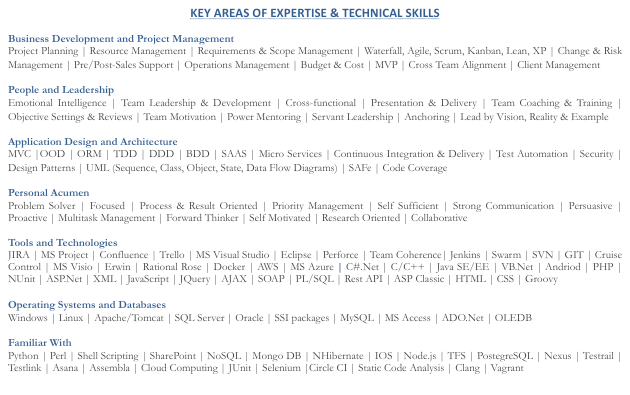 KEY AREAS OF EXPERTISE & TECHNICAL SKILLS
Business Development and Project Management
Project Planning | Resource Management | Requirements & Scope Management | Waterfall, Agile, Scrum, Kanban, Lean, XP | Change & Risk
Management | Pre/Post-Sales Support | Operations Management | Budget & Cost | MVP | Cross Team Alignment | Client Management
People and Leadership
Emotional Intelligence | Team Leadership & Development | Cross-functional | Presentation & Delivery | Team Coaching & Training |
Objective Settings & Reviews | Team Motivation | Power Mentoring | Servant Leadership | Anchoring | Lead by Vision, Reality & Example
Application Design and Architecture
MVC |OOD | ORM | TDD | DDD | BDD | SAAS | Micro Services | Continuous Integration & Delivery | Test Automation | Security |
Design Patterns | UML (Sequence, Class, Object, State, Data Flow Diagrams) | SAFe | Code Coverage
Personal Acumen
Problem Solver | Focused | Process & Result Oriented | Priority Management | Self Sufficient | Strong Communication | Persuasive |
Proactive | Multitask Management | Forward Thinker | Self Motivated | Research Oriented | Collaborative
Tools and Technologies
JIRA | MS Project | Confluence | Trello | MS Visual Studio | Eclipse | Perforce | Team Coherence| Jenkins | Swarm | SVN | GIT | Cruise
Control | MS Visio | Erwin | Rational Rose | Docker | AWS | MS Azure | C#.Net | C/C++ | Java SE/EE | VB.Net | Andriod | PHP |
NUnit | ASP.Net | XML | JavaScript | JQuery | AJAX | SOAP | PL/SQL | Rest API | ASP Classic | HTML | CSS | Groovy
Operating Systems and Databases
Windows | Linux | Apache/Tomcat | SQL Server | Oracle | SSI packages | MySQL | MS Access | ADO.Net | OLEDB
Familiar With
Python | Perl | Shell Scripting | SharePoint | NoSQL | Mongo DB | NHibernate | IOS | Node.js | TFS | PostegreSQL | Nexus | Testrail |
Testlink | Asana | Assembla | Cloud Computing | JUnit | Selenium |Circle CI | Static Code Analysis | Clang | Vagrant